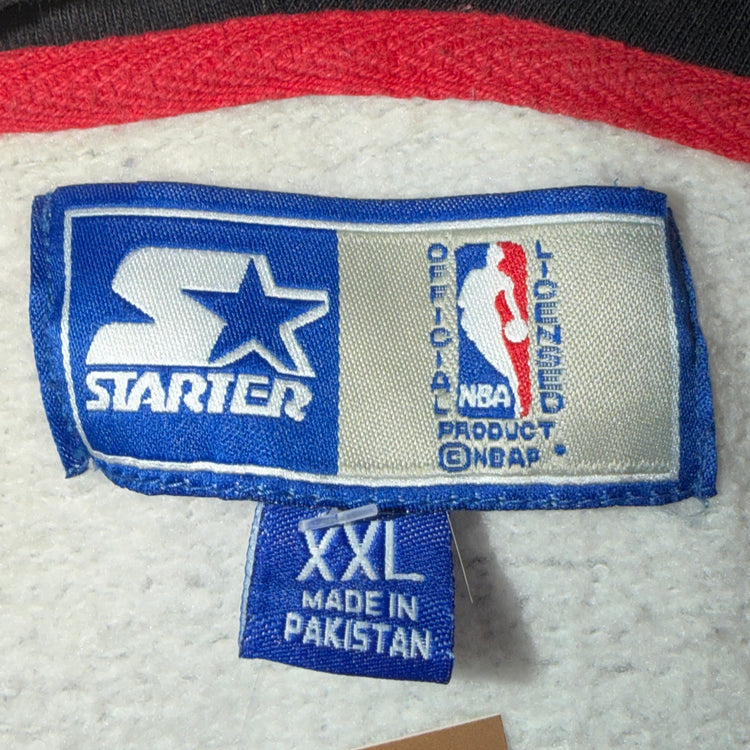 STARTER
OFFICIAL
NBA
LICENSED
PRODUCT
©NBAP
XXL
MADE IN
PAKISTAN